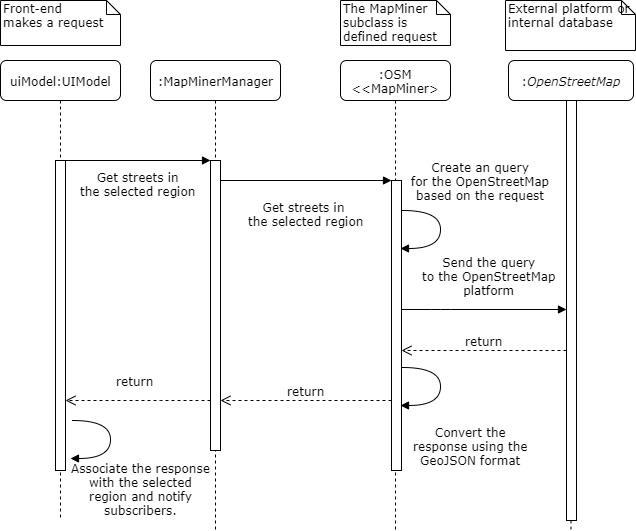 Front-end
makes a request
The MapMiner
subclass is
defined request
External platform or
internal database
uiModel:UIModel
:MapMinerManager
:OSM
<<MapMiner>
:OpenStreetMap
Get streets in
the selected region
Get streets in
the selected region
Create an query
for the OpenStreetMap
based on the request
Send the query
to the OpenStreetMap
platform
return
return
return
Convert the
response using the
GeoJSON format
Associate the response
with the selected
region and notify
subscribers.